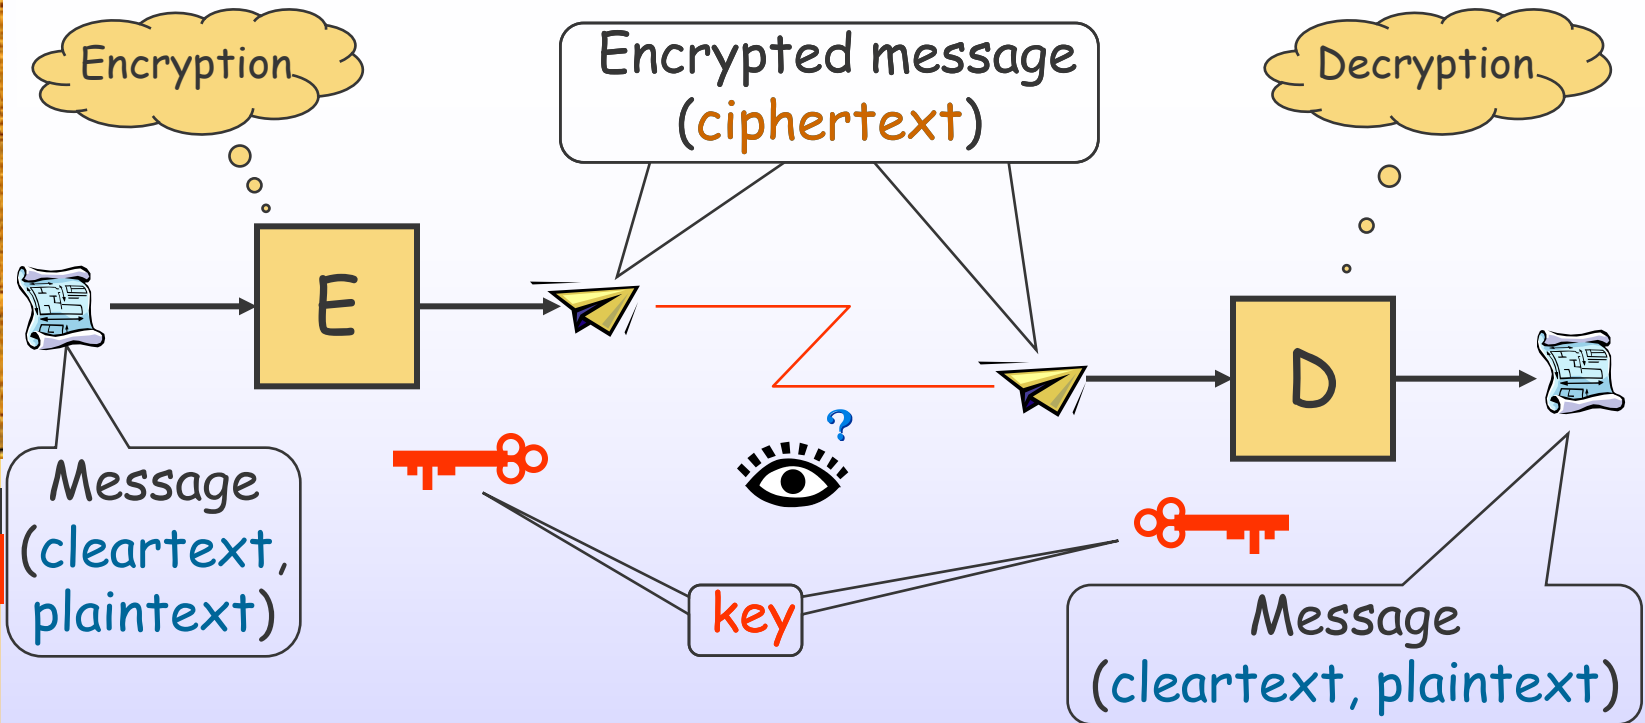 Encryption
Encrypted message
(ciphertext)
Decryption
E
?
D
Message
(cleartext,
plaintext)
key
Message
(cleartext, plaintext)